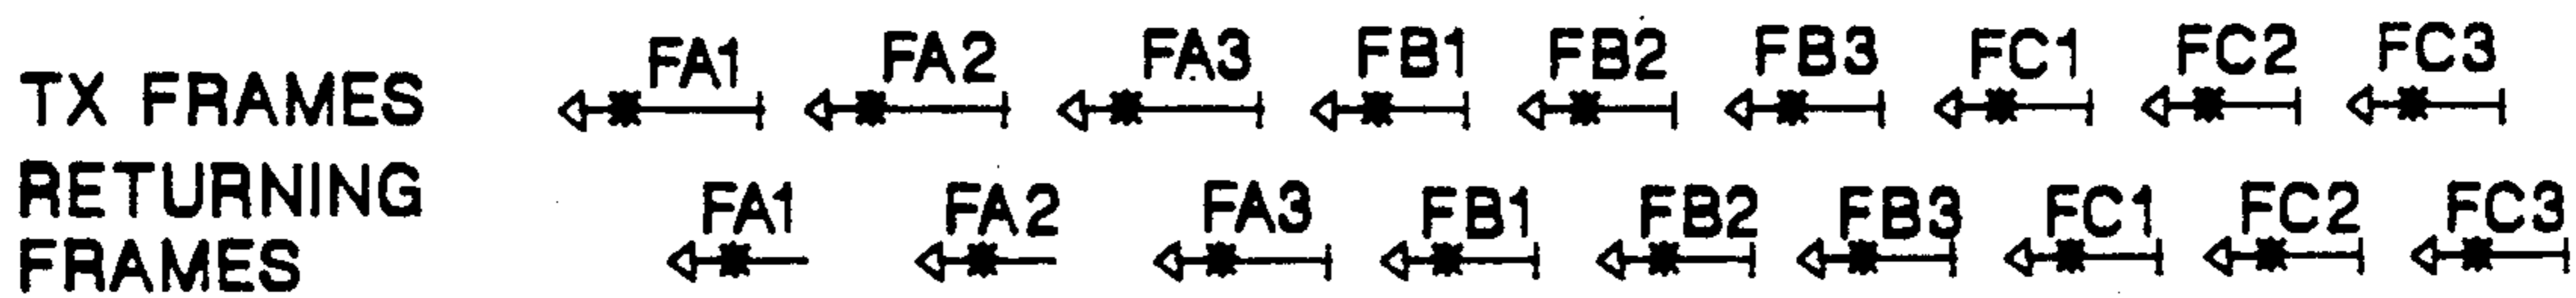 FA1 FA2 FA3 FB1 FB2 FB3 FC1 FC2 FC3
TX FRAMES
RETURNING
FA1 FA2 FA3 FB1 FB2 FB3 FC1 FC2 FC3
FRAMES